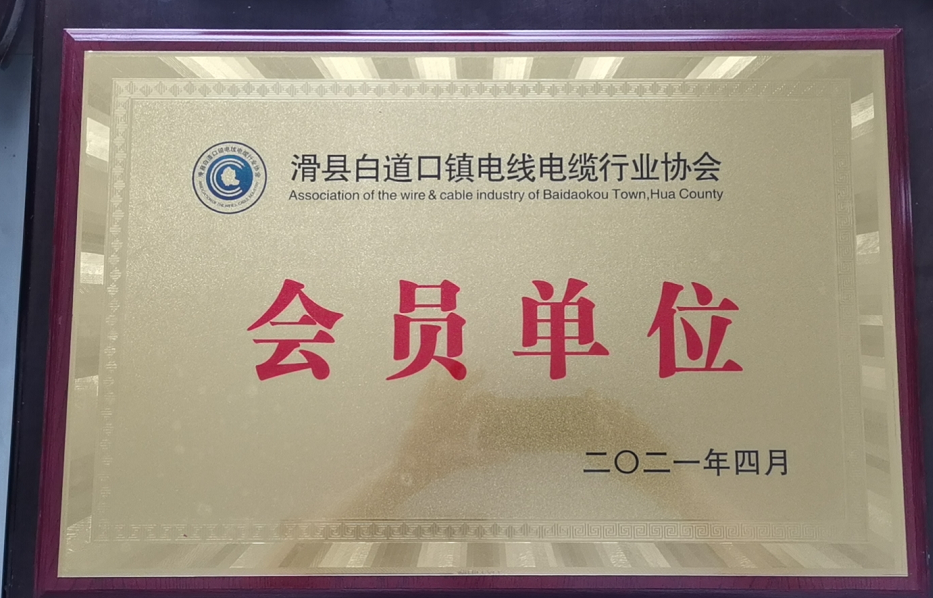 滑县白道口镇电线电缆行业协会
Association of the wire & cable industry of Baidaokou Town,Hua County
会员单位
二〇二一年四月